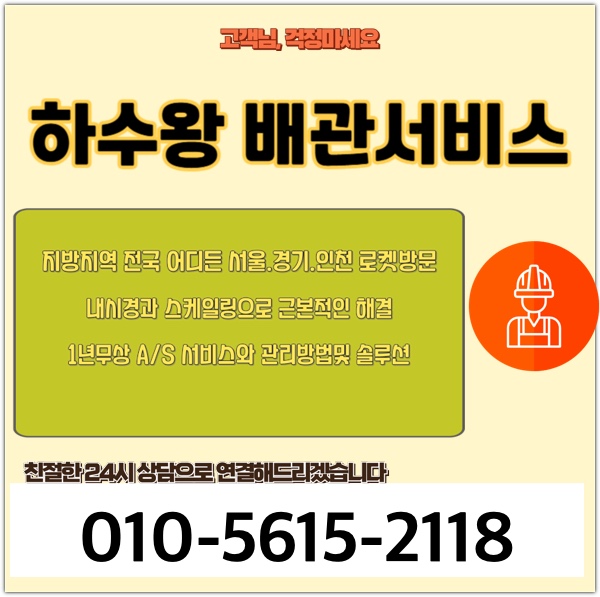 고객님, 걱정마세요
하수왕 배관서비스
지방지역 전국 어디든 서울.경기.인천 로켓방문
내시경과 스케일링으로 근본적인 해결
1년무상 A/S 서비스와 관리방법및 솔루션
친절한 24시 상담으로 연결해드리겠습니다
010-5615-2118